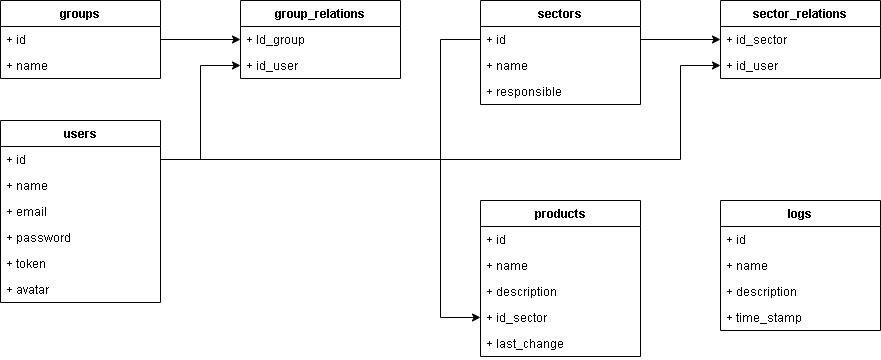 groups
+ id
+ name
group_relations
+ Id_group
+ id_user
sectors
+ id
+ name
+ responsible
sector_relations
+ id_sector
+ id_user
users
+ id
+ name
+ email
+ password
+ token
+ avatar
products
+ id
+ name
+ description
+ id_sector
+ last_change
logs
+ id
+ name
+ description
+ time_stamp